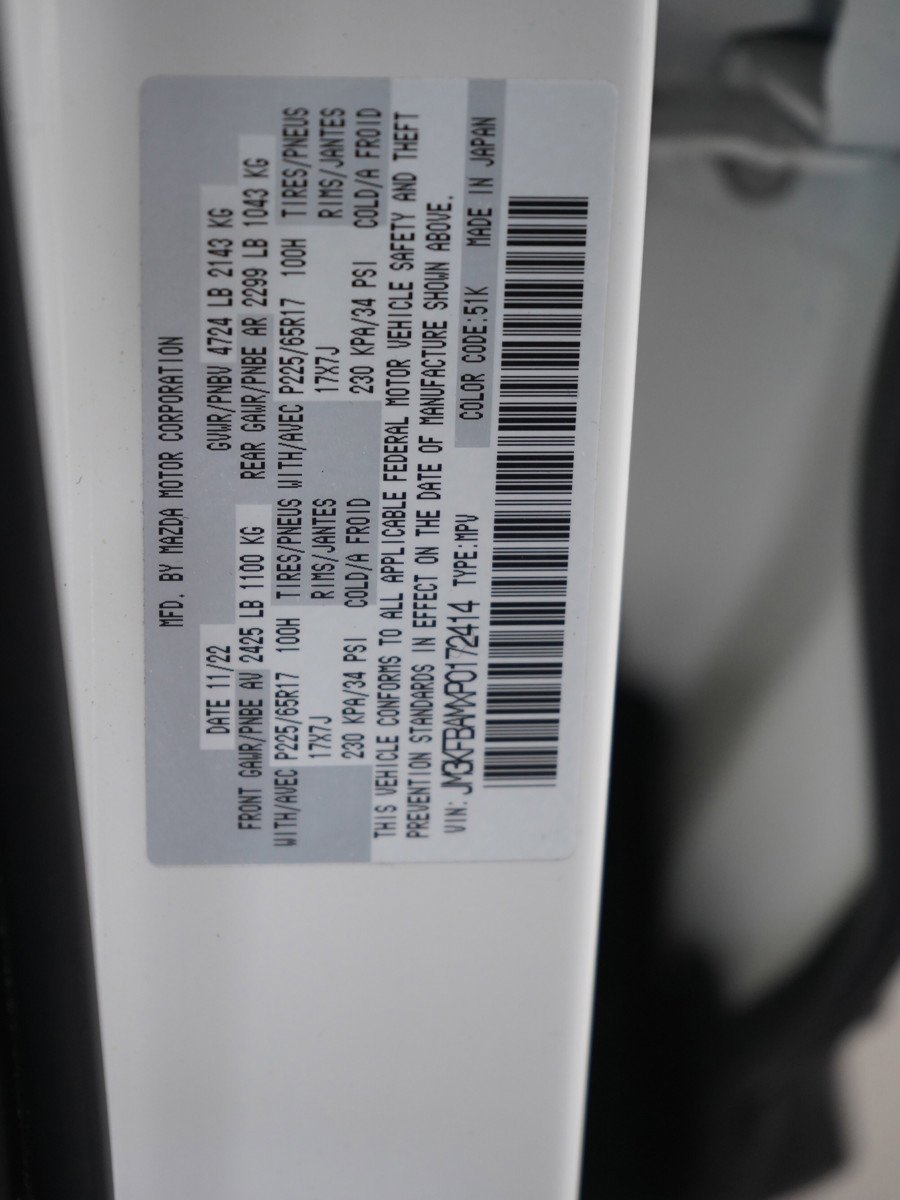 MFD. BY MAZDA MOTOR CORPORATION
DATE 11/22 GVWR/PNBV 4724 LB 2143 KG
FRONT GAWR/PNBE AV 2425 LB 1100 KG REAR GAWR/PNBE AR 2299 LB 1043 KG
WITH/AVEC P225/65R17 100H TIRES/PNEUS WITH/AVEC P225/65R17 100H TIRES/PNEUS
17X7J RIMS/JANTES 17X7J RIMS/JANTES
230 KPA/34 PSI COLD/A FROID 230 KPA/34 PSI COLD/A FROID
THIS VEHICLE CONFORMS TO ALL APPLICABLE FEDERAL MOTOR VEHICLE SAFETY AND THEFT
PREVENTION STANDARDS IN EFFECT ON THE DATE OF MANUFACTURE SHOWN ABOVE.
VIN: JM3KFBAMXP0172414 TYPE:MPV COLOR CODE:51K MADE IN JAPAN